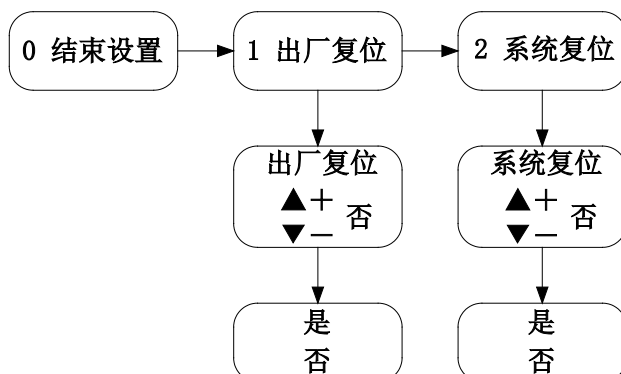 0 结束设置
1 出厂复位
2 系统复位
出厂复位
▲＋ 否
▼－
系统复位
▲＋ 否
▼－
是
否
是
否